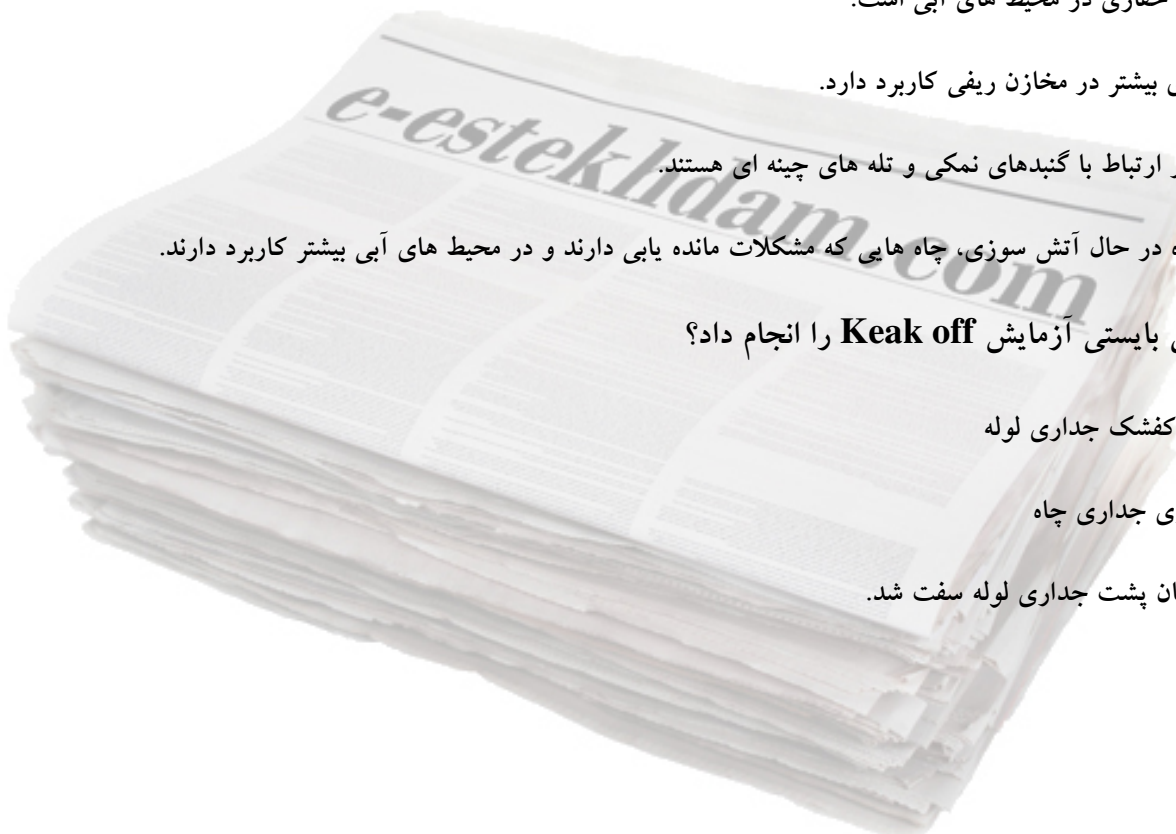 حفاری در محیط های آبی است.
بیشتر در مخازن ریفی کاربرد دارد.
ارتباط با گنبدهای نمکی و تله های چینه ای هستند.
در حال آتش سوزی، چاه هایی که مشکلات مانده یابی دارند و در محیط های آبی بیشتر کاربرد دارند.
بایستی آزمایش Keak off را انجام داد؟
کفشک جداری لوله
جداری چاه
پشت جداری لوله سفت شد.
e-estekhdam.com